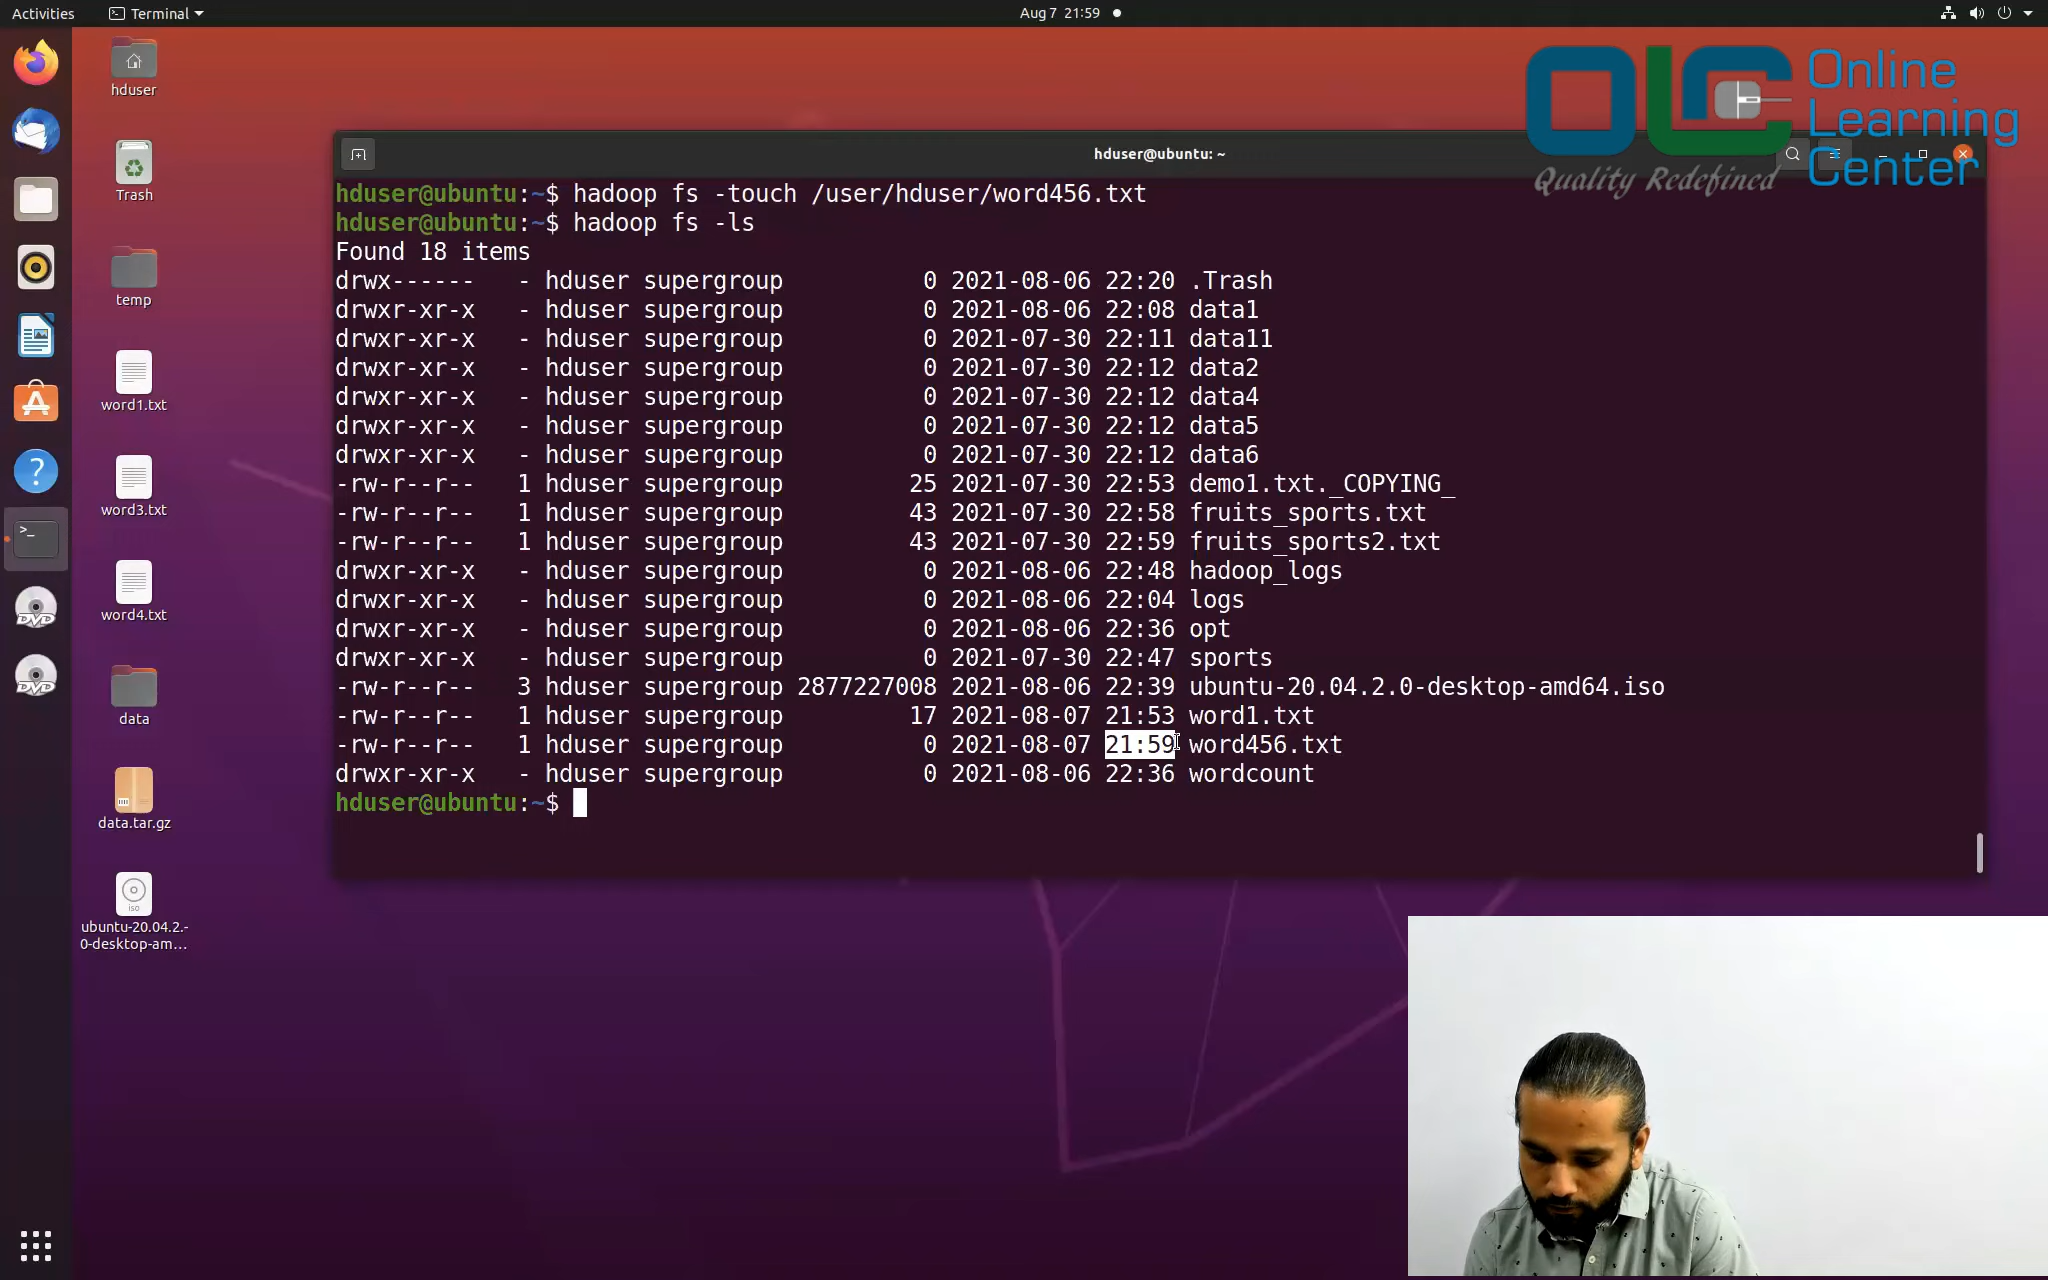 Activities
Terminal
Aug 7 21:59
hduser
Trash
temp
word1.txt
word3.txt
word4.txt
data
data.tar.gz
iso
ubuntu-20.04.2.-
0-desktop-am...
DVD
DVD
OLC
Online
Learning
Center
Quality Redefined
hduser@ubuntu: ~
hduser@ubuntu:~$ hadoop fs -touch /user/hduser/word456.txt
hduser@ubuntu:~$ hadoop fs -ls
Found 18 items
drwx------   - hduser supergroup          0 2021-08-06 22:20 .Trash
drwxr-xr-x   - hduser supergroup          0 2021-08-06 22:08 data1
drwxr-xr-x   - hduser supergroup          0 2021-07-30 22:11 data11
drwxr-xr-x   - hduser supergroup          0 2021-07-30 22:12 data2
drwxr-xr-x   - hduser supergroup          0 2021-07-30 22:12 data4
drwxr-xr-x   - hduser supergroup          0 2021-07-30 22:12 data5
drwxr-xr-x   - hduser supergroup          0 2021-07-30 22:12 data6
-rw-r--r--   1 hduser supergroup         25 2021-07-30 22:53 demo1.txt._COPYING_
-rw-r--r--   1 hduser supergroup         43 2021-07-30 22:58 fruits_sports.txt
-rw-r--r--   1 hduser supergroup         43 2021-07-30 22:59 fruits_sports2.txt
drwxr-xr-x   - hduser supergroup          0 2021-08-06 22:48 hadoop_logs
drwxr-xr-x   - hduser supergroup          0 2021-08-06 22:04 logs
drwxr-xr-x   - hduser supergroup          0 2021-08-06 22:36 opt
drwxr-xr-x   - hduser supergroup          0 2021-07-30 22:47 sports
-rw-r--r--   3 hduser supergroup 2877227008 2021-08-06 22:39 ubuntu-20.04.2.0-desktop-amd64.iso
-rw-r--r--   1 hduser supergroup         17 2021-08-07 21:53 word1.txt
-rw-r--r--   1 hduser supergroup          0 2021-08-07 21:59 word456.txt
drwxr-xr-x   - hduser supergroup          0 2021-08-06 22:36 wordcount
hduser@ubuntu:~$